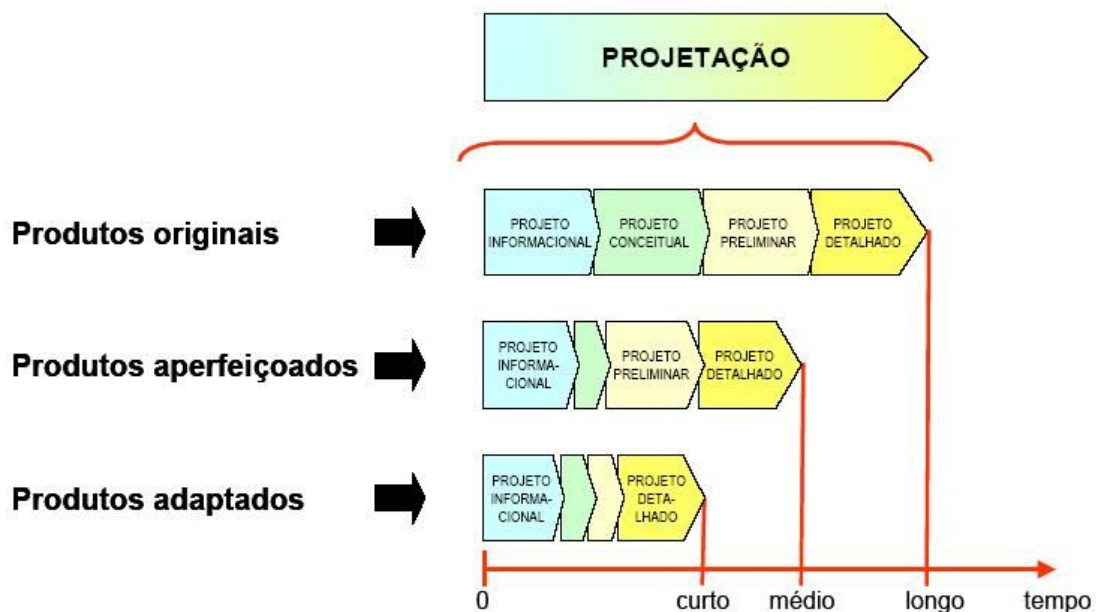 PROJETAÇÃO
Produtos originais
PROJETO
INFORMACIONAL
PROJETO
CONCEITUAL
PROJETO
PRELIMINAR
PROJETO
DETALHADO
Produtos aperfeiçoados
PROJETO
INFORMA-
CIONAL
PROJETO
PRELIMINAR
PROJETO
DETALHADO
Produtos adaptados
PROJETO
INFORMA-
CIONAL
PROJETO
DETA-
LHADO
0 curto médio longo tempo